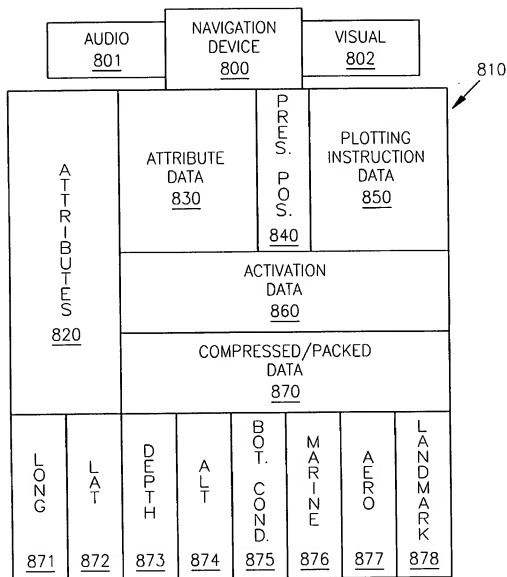 AUDIO
801
NAVIGATION
DEVICE
800
VISUAL
802
810
ATTRIBUTES
820
ATTRIBUTE
DATA
830
PRES. POS.
840
PLOTTING
INSTRUCTION
DATA
850
ACTIVATION
DATA
860
COMPRESSED/PACKED
DATA
870
LONG
871
LAT
872
DEPTH
873
ALT
874
BOT. COND.
875
MARINE
876
AERO
877
LANDMARK
878